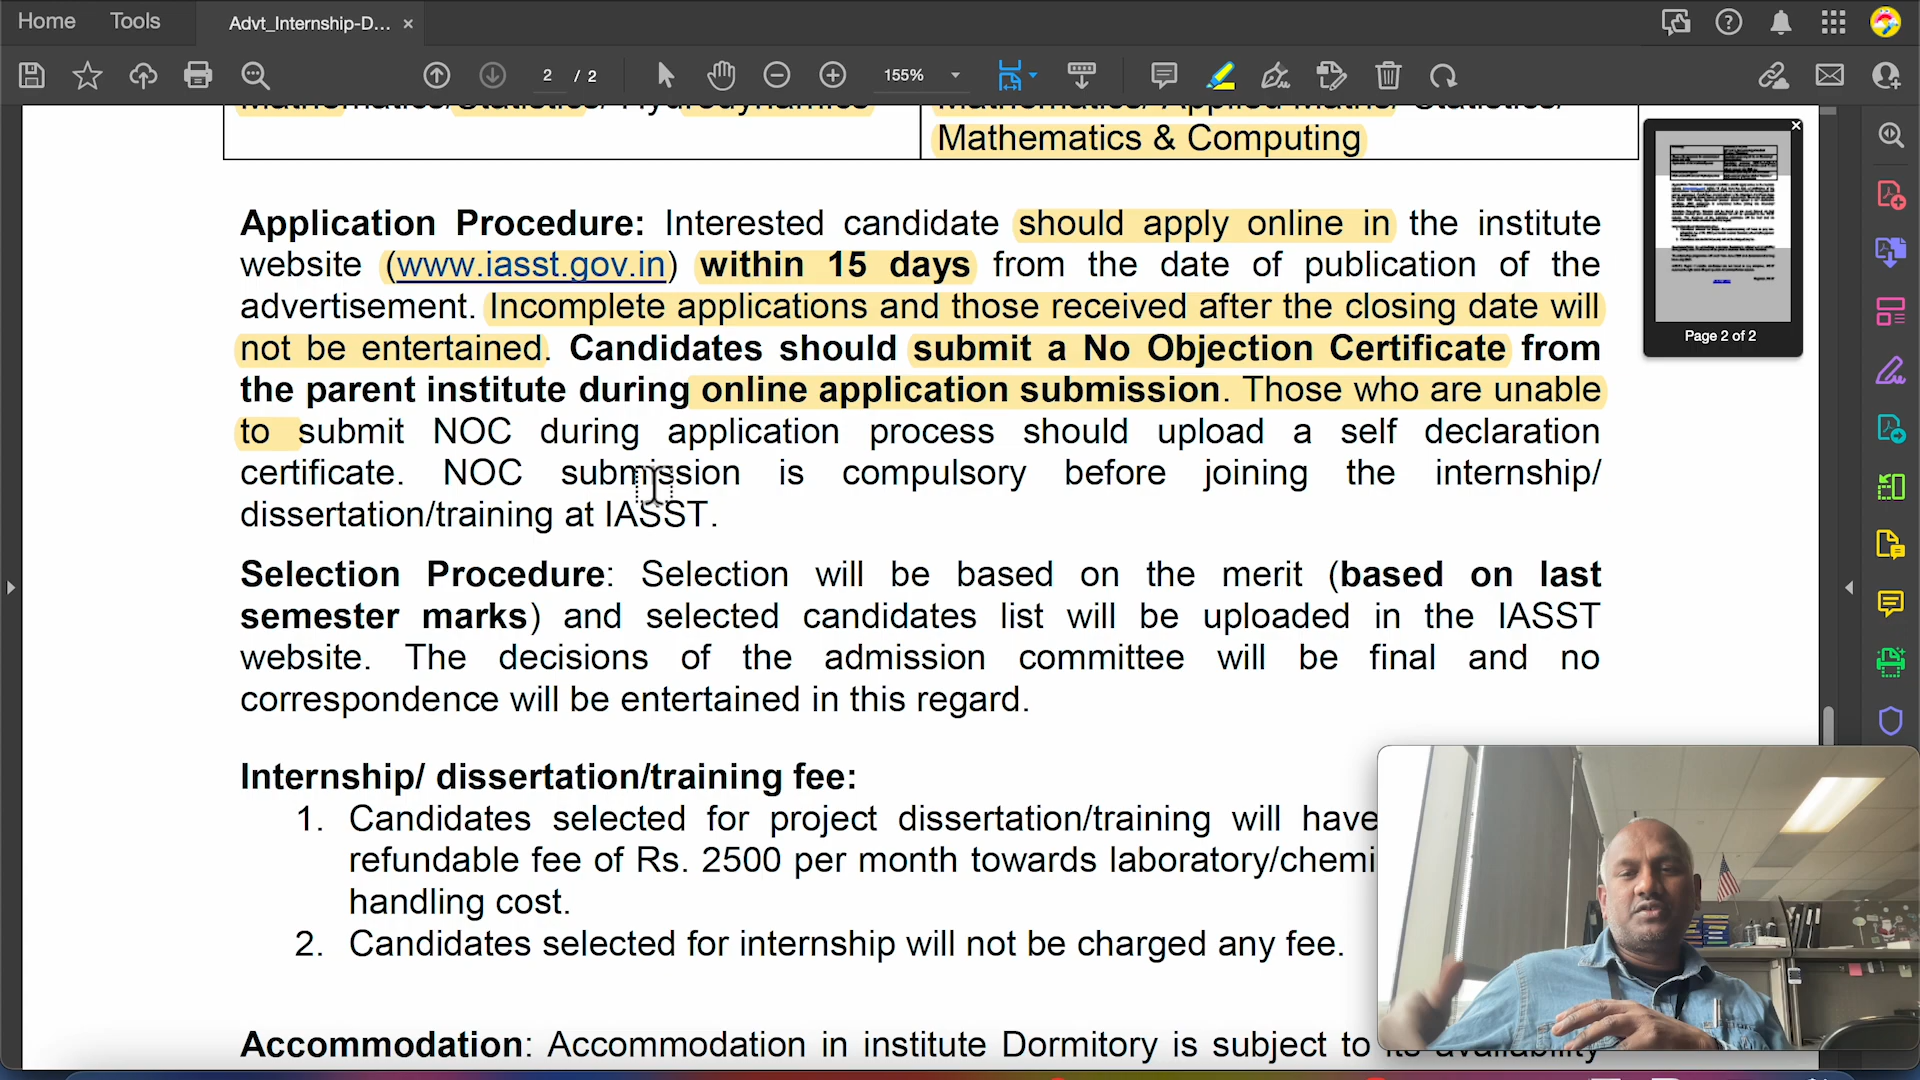 Home Tools Advt_Internship-D... ×
2 / 2 155%
Mathematics & Computing
Application Procedure: Interested candidate should apply online in the institute
website (www.iasst.gov.in) within 15 days from the date of publication of the
advertisement. Incomplete applications and those received after the closing date will
not be entertained. Candidates should submit a No Objection Certificate from
the parent institute during online application submission. Those who are unable
to submit NOC during application process should upload a self declaration
certificate. NOC submission is compulsory before joining the internship/
dissertation/training at IASST.
Selection Procedure: Selection will be based on the merit (based on last
semester marks) and selected candidates list will be uploaded in the IASST
website. The decisions of the admission committee will be final and no
correspondence will be entertained in this regard.
Internship/ dissertation/training fee:
1. Candidates selected for project dissertation/training will have
refundable fee of Rs. 2500 per month towards laboratory/chemi
handling cost.
2. Candidates selected for internship will not be charged any fee.
Accommodation: Accommodation in institute Dormitory is subject to its availability
Page 2 of 2